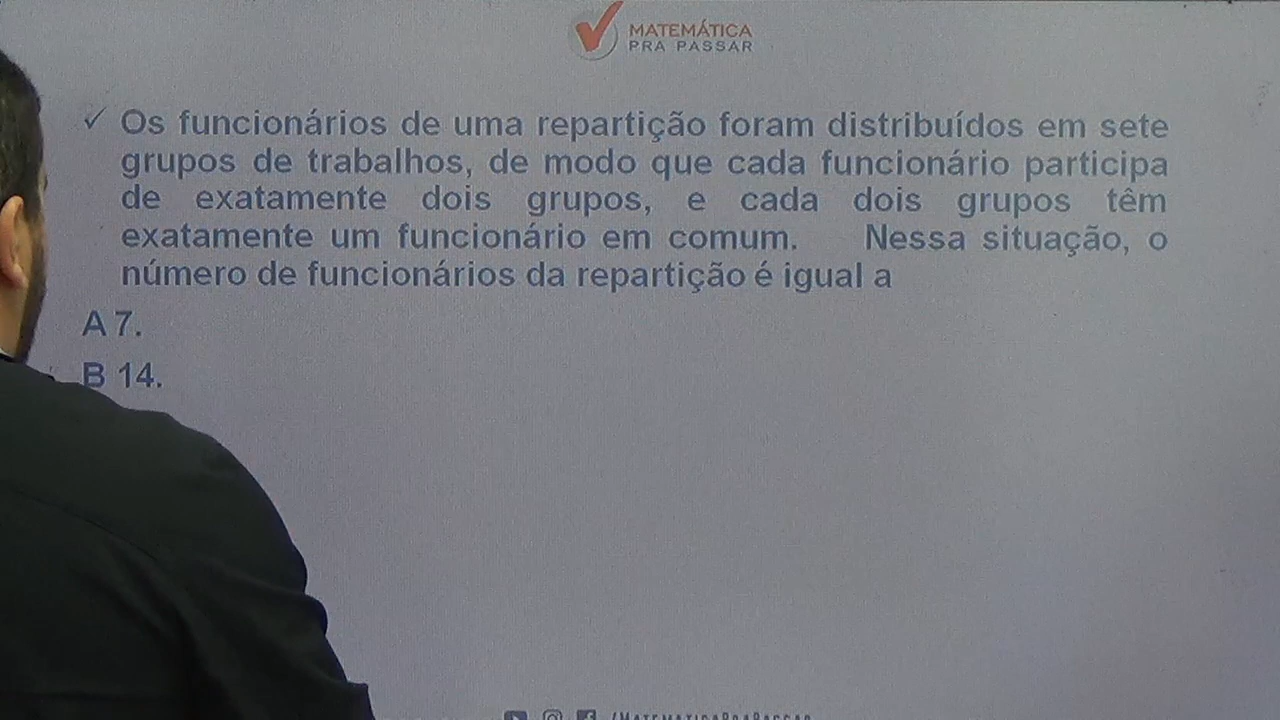 MATEMÁTICA
PRA PASSAR
✓ Os funcionários de uma repartição foram distribuídos em sete
grupos de trabalhos, de modo que cada funcionário participa
de exatamente dois grupos, e cada dois grupos têm
exatamente um funcionário em comum. Nessa situação, o
número de funcionários da repartição é igual a
A 7.
B 14.
/MATEMATICAPRAPASSAR